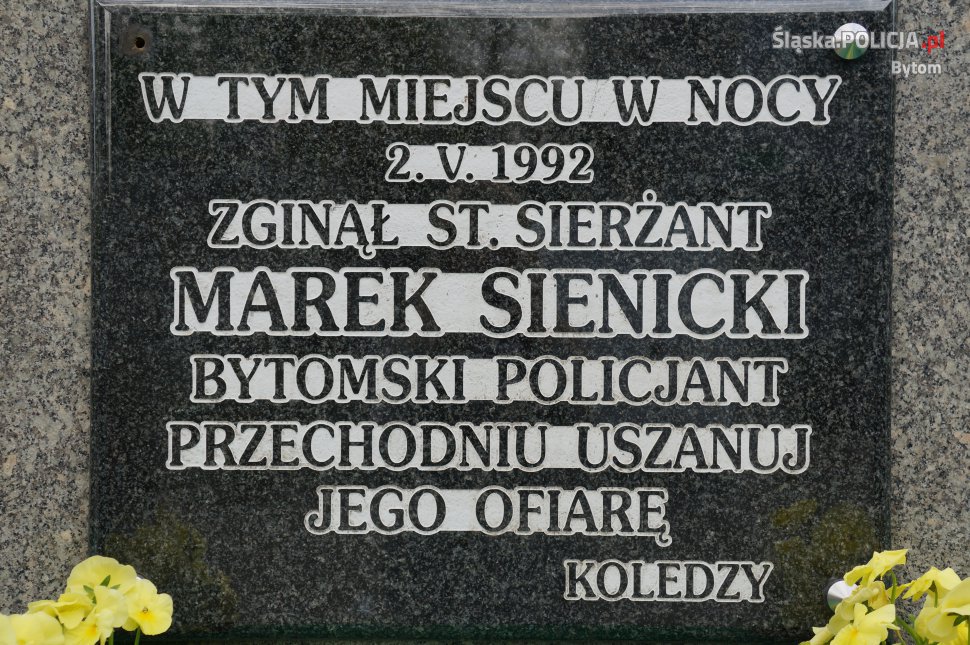 Śląska.POLICJA.pl
Bytom
W TYM MIEJSCU W NOCY
2. V. 1992
ZGINĄŁ ST. SIERŻANT
MAREK SIENICKI
BYTOMSKI POLICJANT
PRZECHODNIU USZANUJ
JEGO OFIARĘ
KOLEDZY